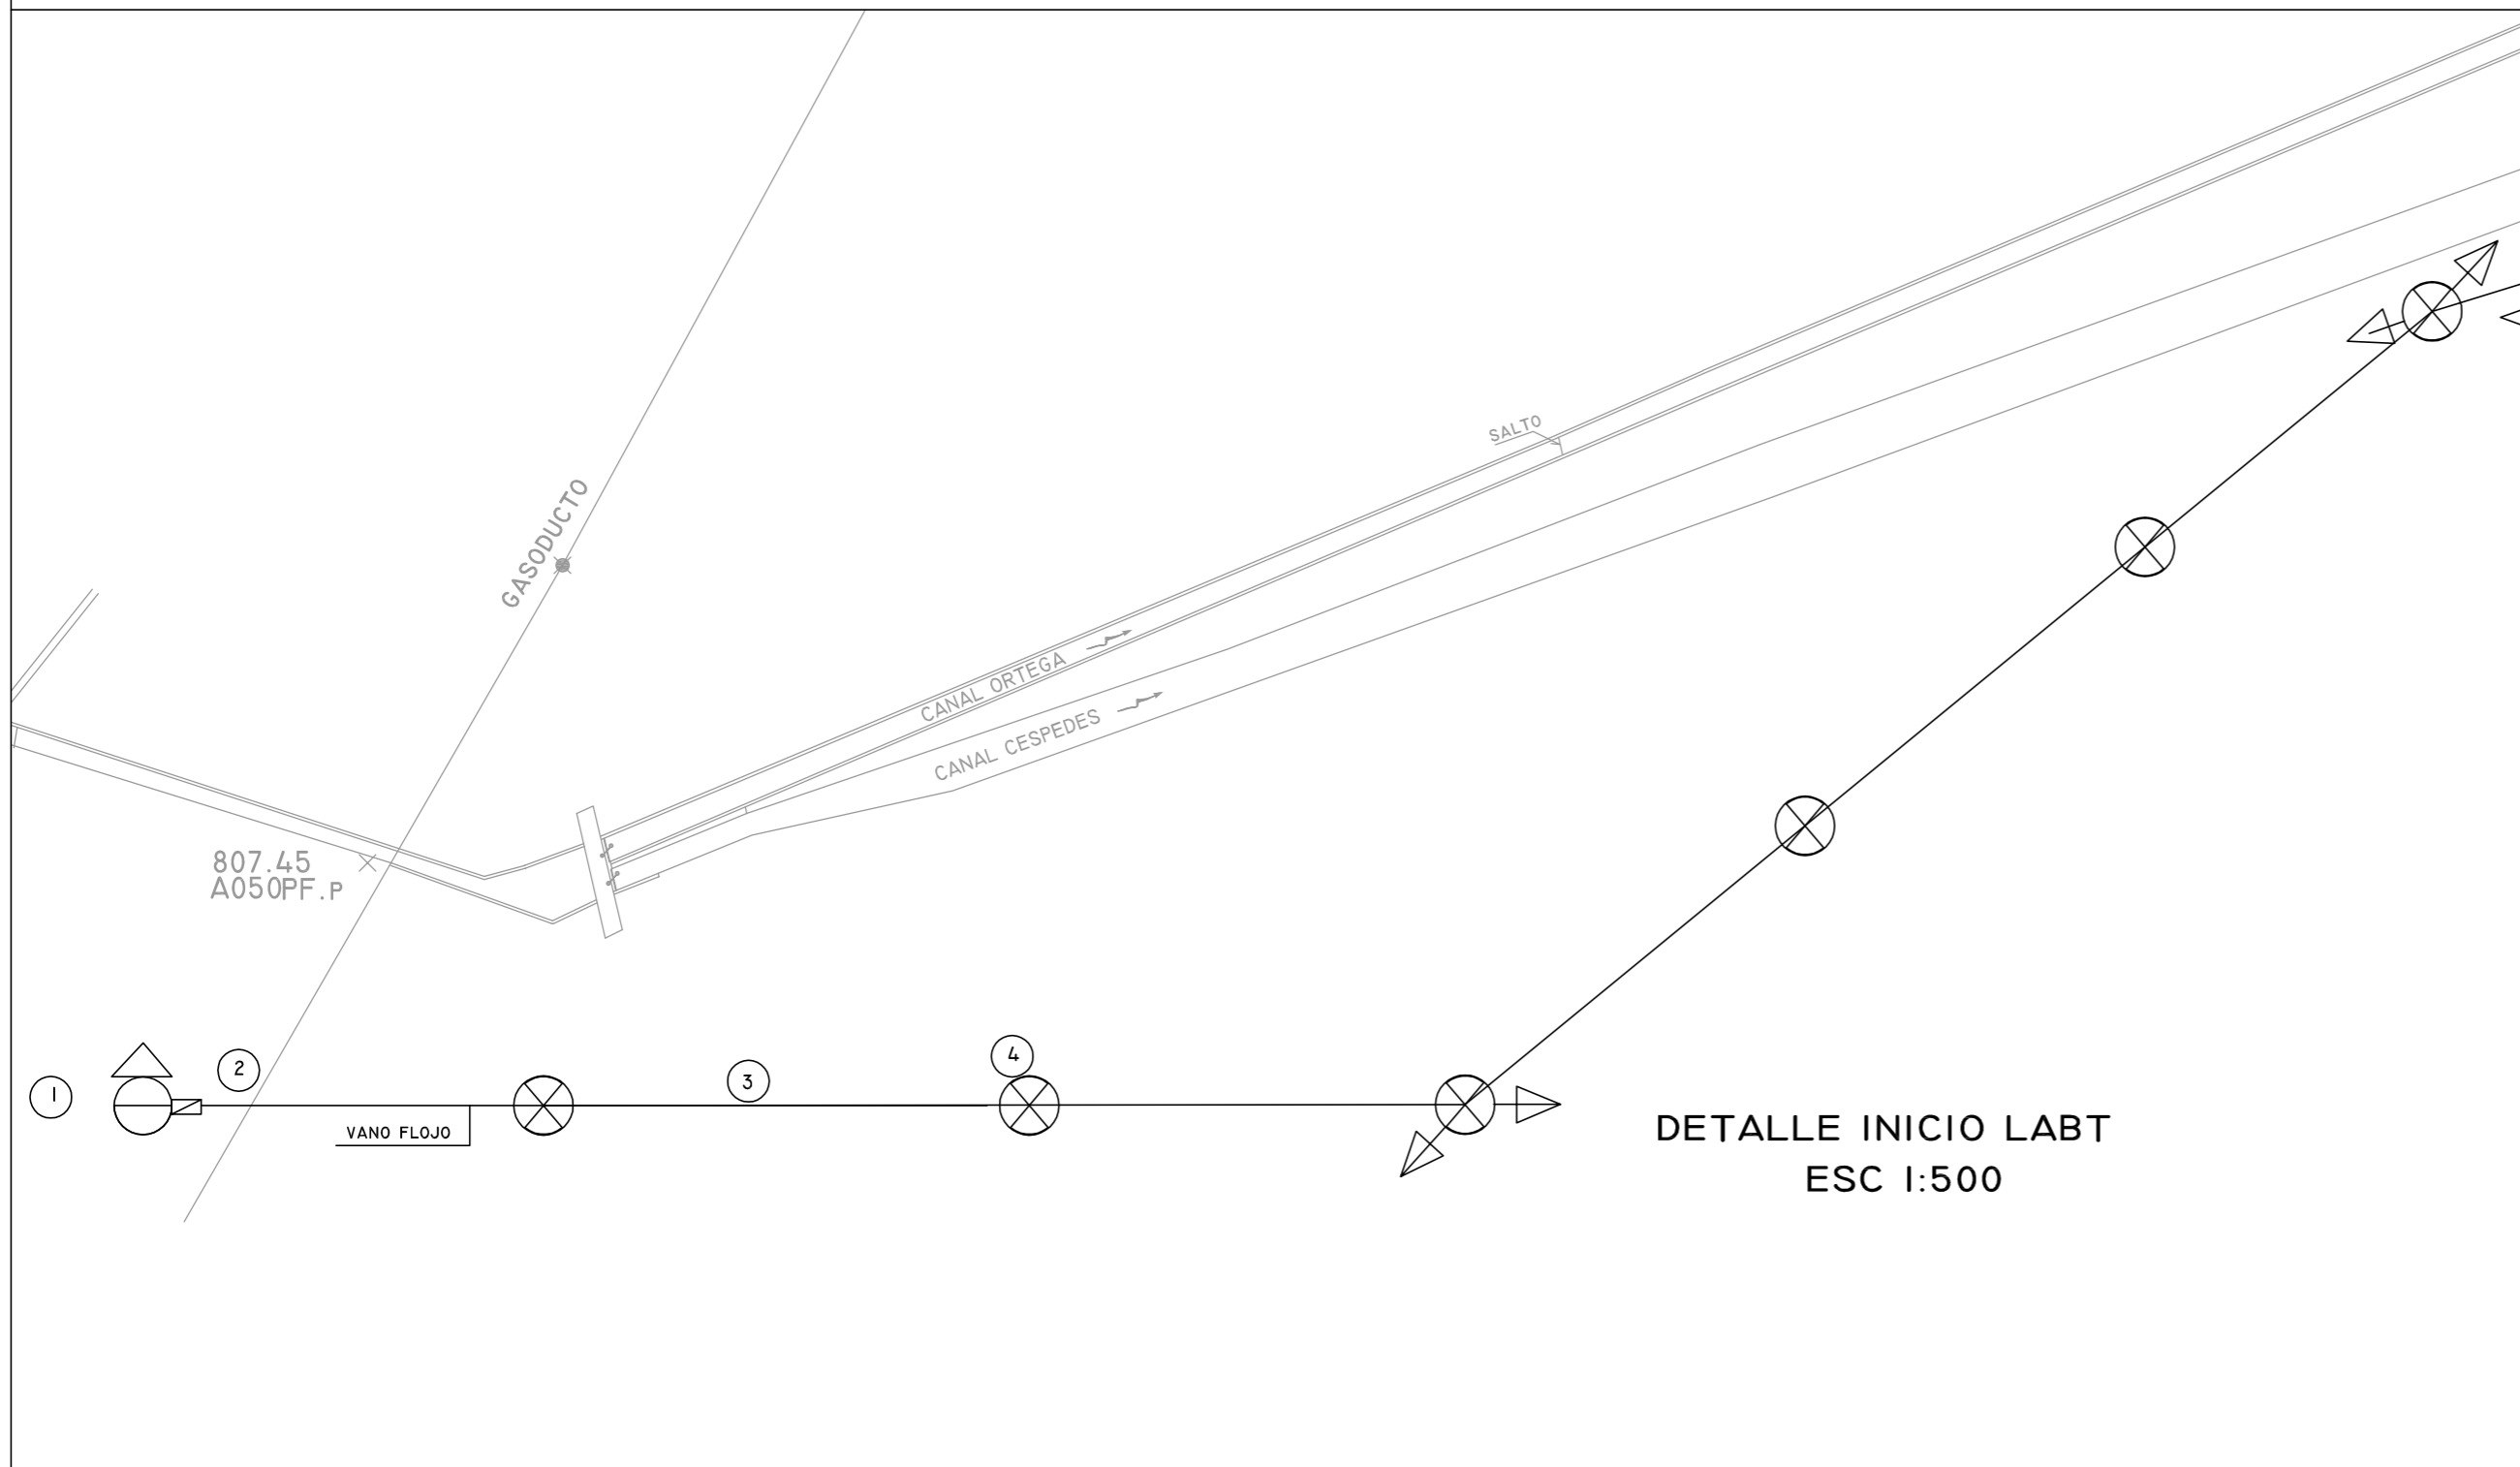 SALTO
GASODUCTO
CANAL ORTEGA
CANAL CESPEDES
807.45
A050PF.P
1
2
3
4
VANO FLOJO
DETALLE INICIO LABT
ESC 1:500